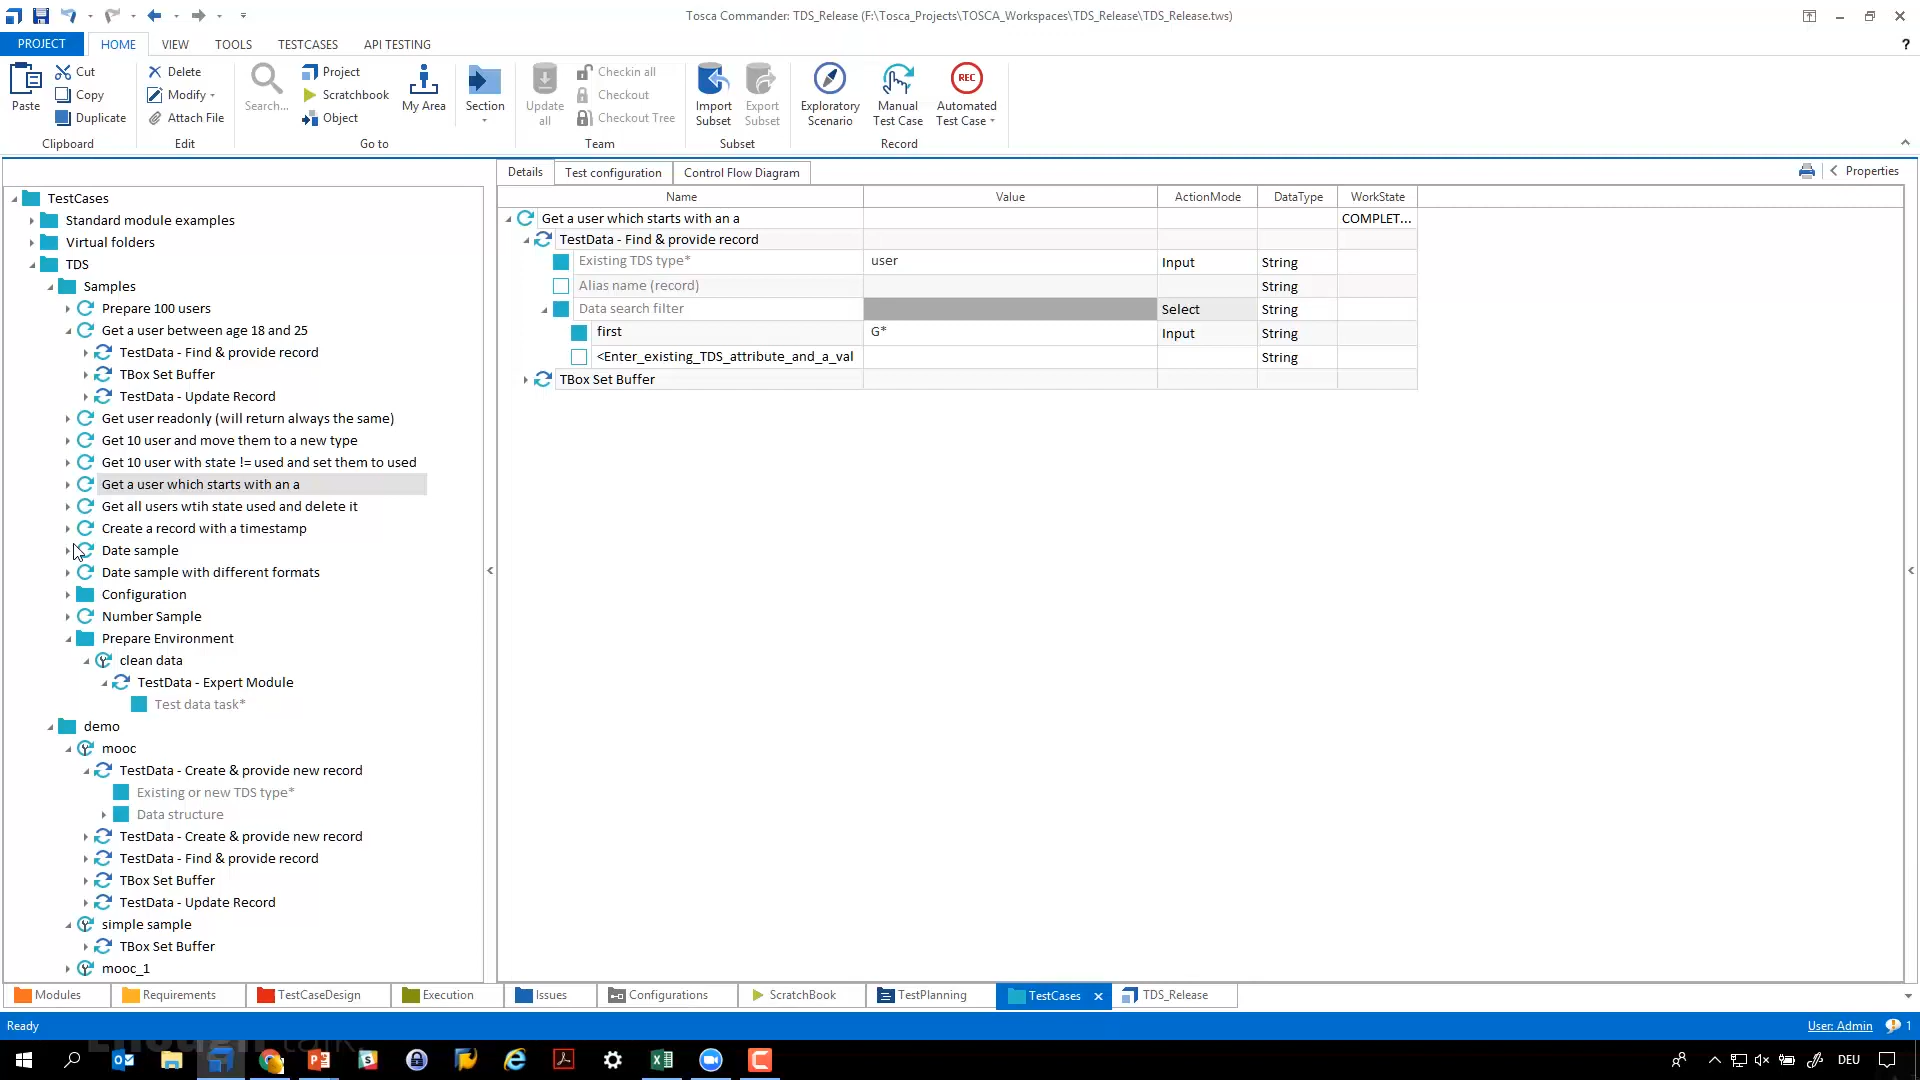 Tosca Commander: TDS_Release (F:\Tosca_Projects\TOSCA_Workspaces\TDS_Release\TDS_Release.tws)
PROJECT HOME VIEW TOOLS TESTCASES API TESTING ?
Paste
Cut
Copy
Duplicate
Clipboard
Delete
Modify
Attach File
Edit
Search...
Project
Scratchbook
Object
My Area
Go to
Section
Update all
Checkin all
Checkout
Checkout Tree
Team
Import Subset
Export Subset
Subset
Exploratory Scenario
Manual Test Case
REC
Automated Test Case
Record
Details Test configuration Control Flow Diagram Properties
TestCases
Standard module examples
Virtual folders
TDS
Samples
Prepare 100 users
Get a user between age 18 and 25
TestData - Find & provide record
TBox Set Buffer
TestData - Update Record
Get user readonly (will return always the same)
Get 10 user and move them to a new type
Get 10 user with state != used and set them to used
Get a user which starts with an a
Get all users wtih state used and delete it
Create a record with a timestamp
Date sample
Date sample with different formats
Configuration
Number Sample
Prepare Environment
clean data
TestData - Expert Module
Test data task*
demo
mooc
TestData - Create & provide new record
Existing or new TDS type*
Data structure
TestData - Create & provide new record
TestData - Find & provide record
TBox Set Buffer
TestData - Update Record
simple sample
TBox Set Buffer
mooc_1
Name Value ActionMode DataType WorkState
Get a user which starts with an a COMPLET...
TestData - Find & provide record
Existing TDS type* user Input String
Alias name (record) String
Data search filter Select String
first G* Input String
<Enter_existing_TDS_attribute_and_a_val String
TBox Set Buffer
Modules Requirements TestCaseDesign Execution Issues Configurations ScratchBook TestPlanning TestCases TDS_Release
Ready User: Admin 1
DEU